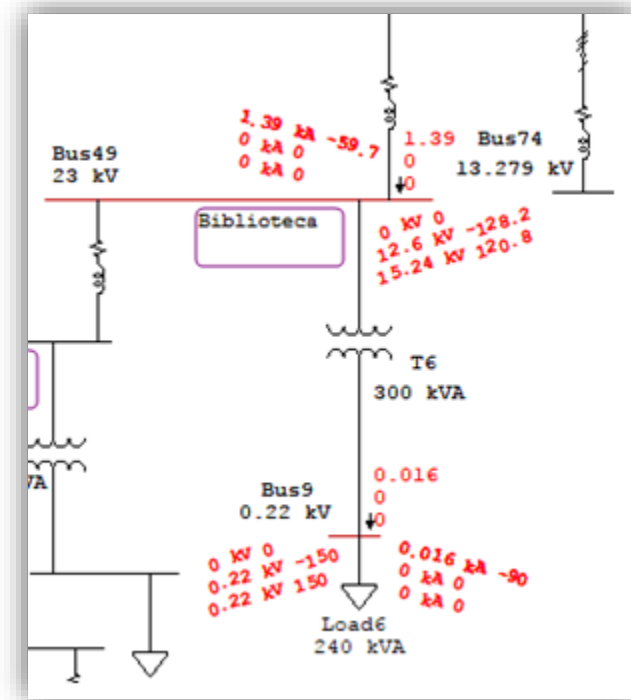 1.39 kA -59.7
0 kA 0
0 kA 0
1.39
0
0
Bus74
13.279 kV
Bus49
23 kV
Biblioteca
0 kV 0
12.6 kV -128.2
15.24 kV 120.8
T6
300 kVA
VA
Bus9
0.22 kV
0.016
0
0
0 kV 0
0.22 kV -150
0.22 kV 150
0.016 kA -90
0 kA 0
0 kA 0
Load6
240 kVA